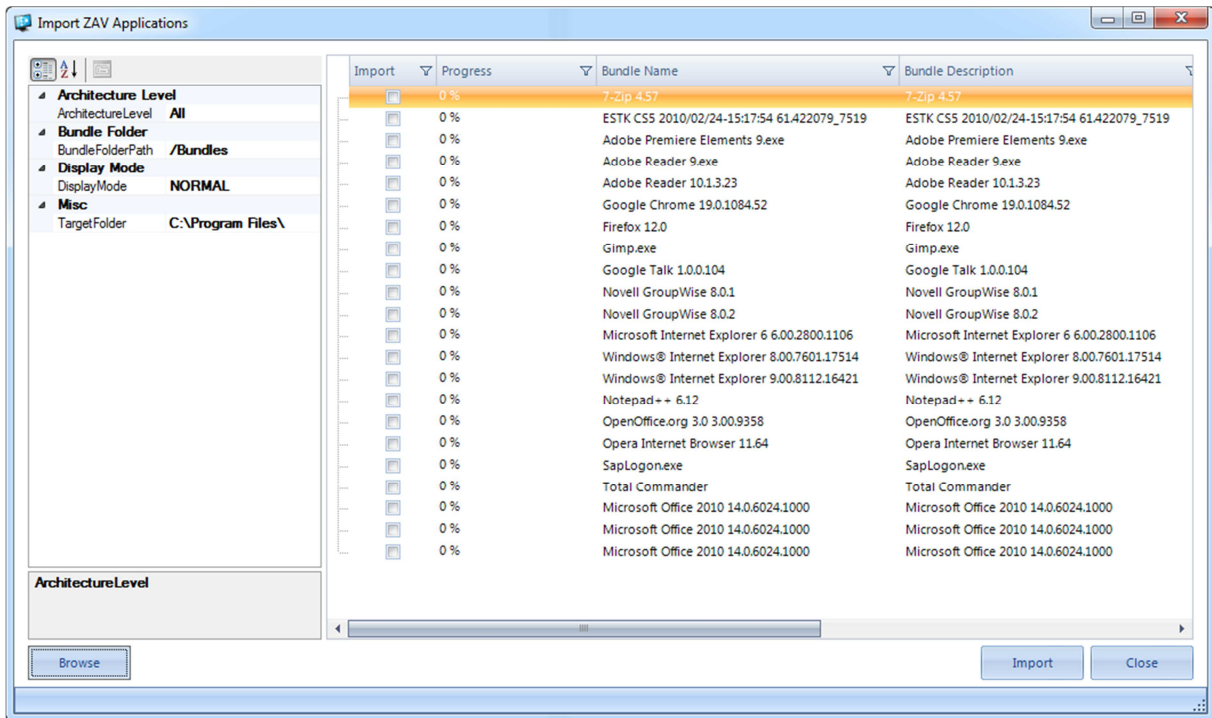 Import ZAV Applications
Import Progress Bundle Name Bundle Description
Architecture Level
ArchitectureLevel All
Bundle Folder
BundleFolderPath /Bundles
Display Mode
DisplayMode NORMAL
Misc
TargetFolder C:\Program Files\
0 % 7-Zip 4.57 7-Zip 4.57
0 % ESTK CS5 2010/02/24-15:17:54 61.422079_7519 ESTK CS5 2010/02/24-15:17:54 61.422079_7519
0 % Adobe Premiere Elements 9.exe Adobe Premiere Elements 9.exe
0 % Adobe Reader 9.exe Adobe Reader 9.exe
0 % Adobe Reader 10.1.3.23 Adobe Reader 10.1.3.23
0 % Google Chrome 19.0.1084.52 Google Chrome 19.0.1084.52
0 % Firefox 12.0 Firefox 12.0
0 % Gimp.exe Gimp.exe
0 % Google Talk 1.0.0.104 Google Talk 1.0.0.104
0 % Novell GroupWise 8.0.1 Novell GroupWise 8.0.1
0 % Novell GroupWise 8.0.2 Novell GroupWise 8.0.2
0 % Microsoft Internet Explorer 6 6.00.2800.1106 Microsoft Internet Explorer 6 6.00.2800.1106
0 % Windows® Internet Explorer 8.00.7601.17514 Windows® Internet Explorer 8.00.7601.17514
0 % Windows® Internet Explorer 9.00.8112.16421 Windows® Internet Explorer 9.00.8112.16421
0 % Notepad++ 6.12 Notepad++ 6.12
0 % OpenOffice.org 3.0 3.00.9358 OpenOffice.org 3.0 3.00.9358
0 % Opera Internet Browser 11.64 Opera Internet Browser 11.64
0 % SapLogon.exe SapLogon.exe
0 % Total Commander Total Commander
0 % Microsoft Office 2010 14.0.6024.1000 Microsoft Office 2010 14.0.6024.1000
0 % Microsoft Office 2010 14.0.6024.1000 Microsoft Office 2010 14.0.6024.1000
0 % Microsoft Office 2010 14.0.6024.1000 Microsoft Office 2010 14.0.6024.1000
ArchitectureLevel
Browse Import Close